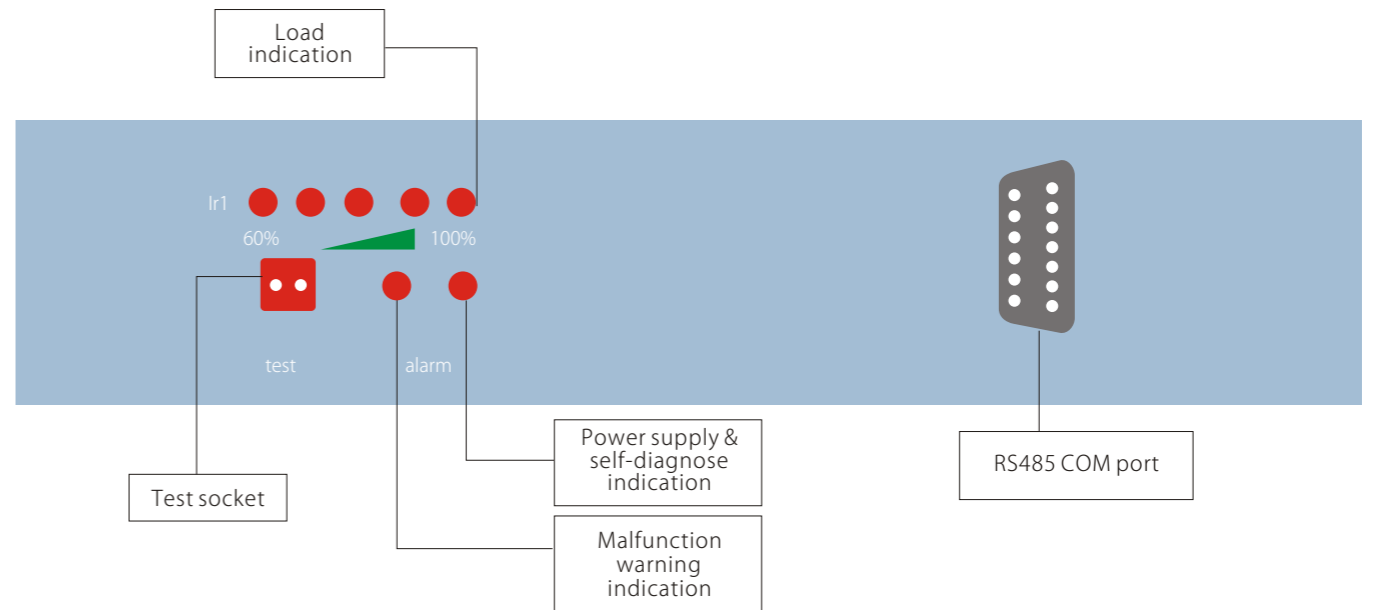 Load
indication
Ir1
60%
100%
test
alarm
Power supply &
self-diagnose
indication
RS485 COM port
Test socket
Malfunction
warning
indication